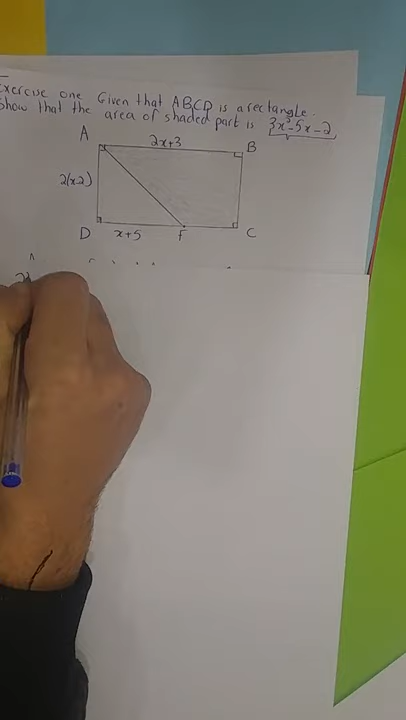 Exercise one Given that ABCD is a rectangle.
Show that the area of shaded part is 3x²-5x-2
A
2x+3
B
2(x-2)
D
x+5
F
C